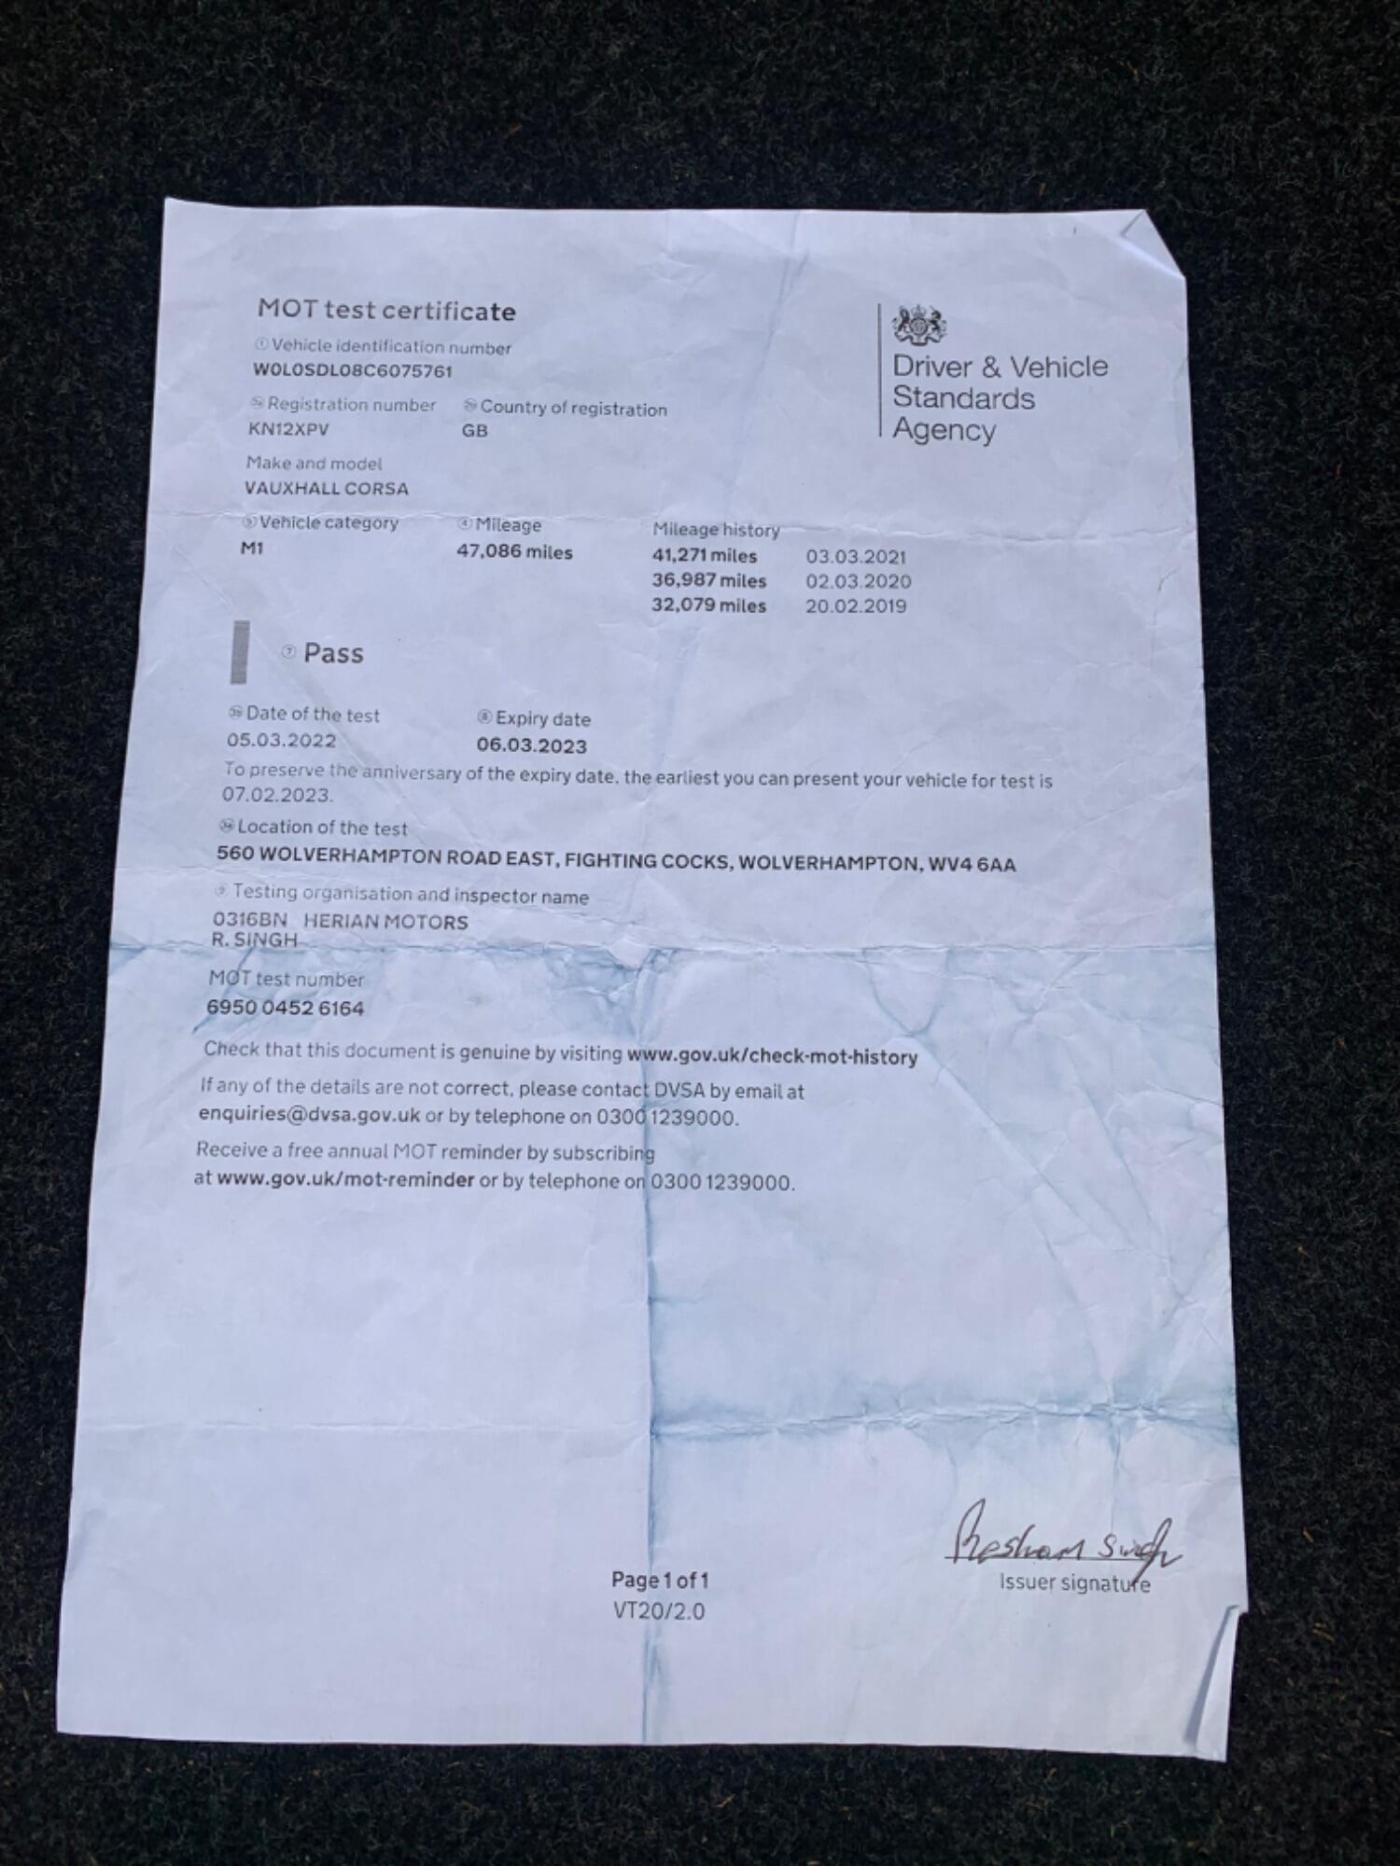 MOT test certificate
Driver & Vehicle
Standards
Agency
① Vehicle identification number
W0L0SDL08C6075761
Registration number Country of registration
KN12XPV GB
Make and model
VAUXHALL CORSA
Vehicle category ④ Mileage Mileage history
M1 47,086 miles 41,271 miles 03.03.2021
36,987 miles 02.03.2020
32,079 miles 20.02.2019
⑦ Pass
Date of the test ⑧ Expiry date
05.03.2022 06.03.2023
To preserve the anniversary of the expiry date, the earliest you can present your vehicle for test is
07.02.2023.
Location of the test
560 WOLVERHAMPTON ROAD EAST, FIGHTING COCKS, WOLVERHAMPTON, WV4 6AA
Testing organisation and inspector name
0316BN HERIAN MOTORS
R. SINGH
MOT test number
6950 0452 6164
Check that this document is genuine by visiting www.gov.uk/check-mot-history
If any of the details are not correct, please contact DVSA by email at
enquiries@dvsa.gov.uk or by telephone on 0300 1239000.
Receive a free annual MOT reminder by subscribing
at www.gov.uk/mot-reminder or by telephone on 0300 1239000.
Resham Singh
Issuer signature
Page 1 of 1
VT20/2.0